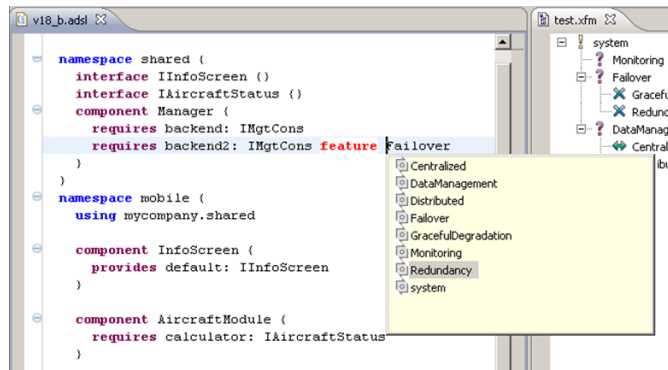 v18_b.adsl
namespace shared {
interface IInfoScreen {}
interface IAircraftStatus {}
component Manager {
requires backend: IMgtCons
requires backend2: IMgtCons feature Failover
}
}
namespace mobile {
using mycompany.shared
component InfoScreen {
provides default: IInfoScreen
}
component AircraftModule {
requires calculator: IAircraftStatus
}
Centralized
DataManagement
Distributed
Failover
GracefulDegradation
Monitoring
Redundancy
system
test.xfm
system
Monitoring
Failover